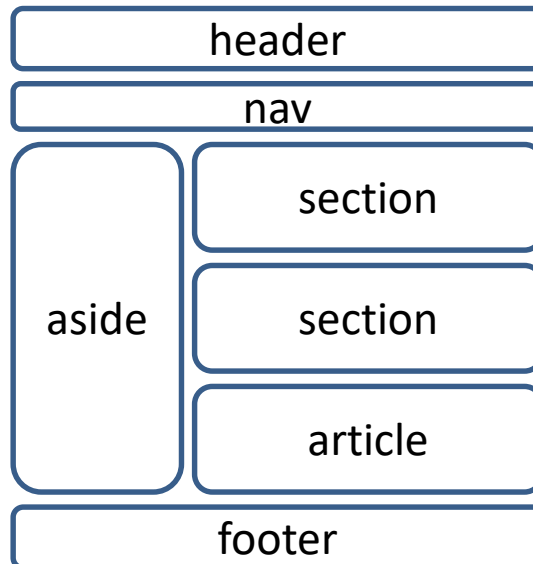 header
nav
aside
section
section
article
footer